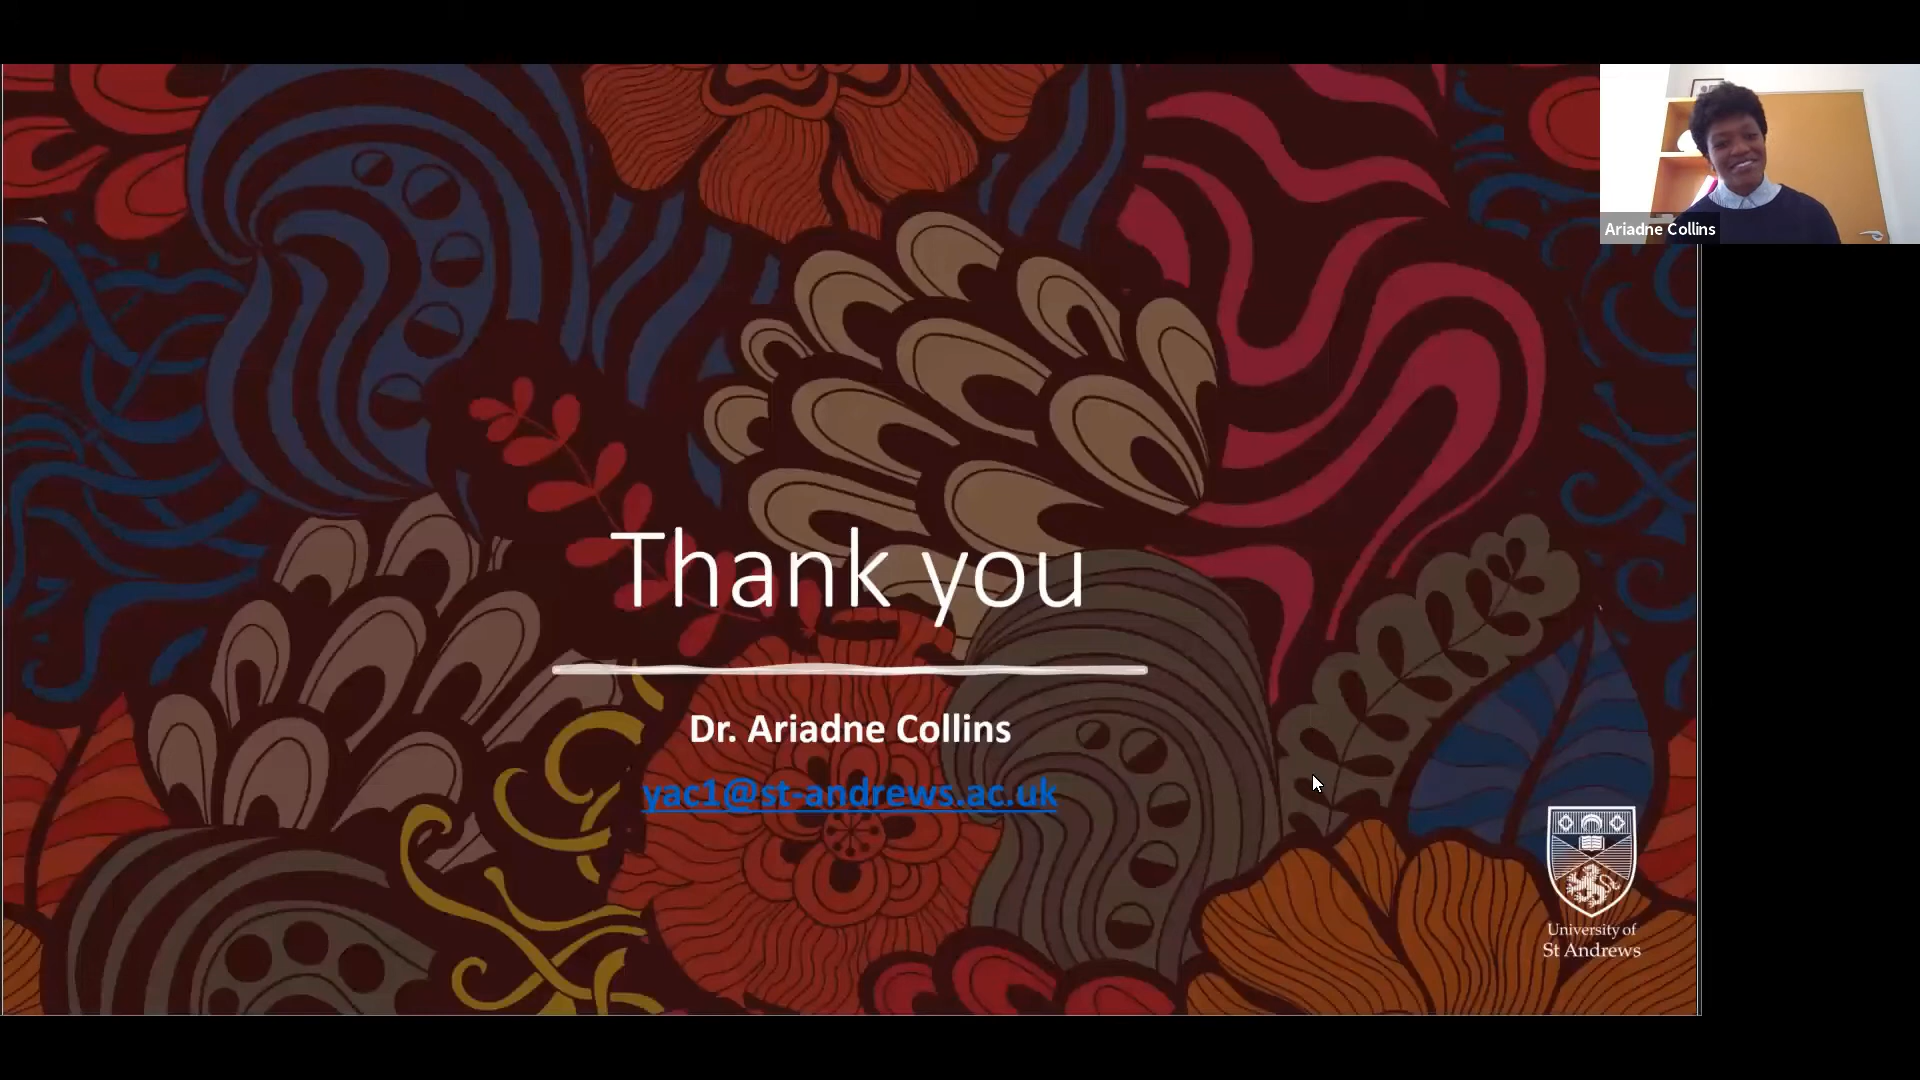 Ariadne Collins
Thank you
Dr. Ariadne Collins
yac1@st-andrews.ac.uk
University of
St Andrews